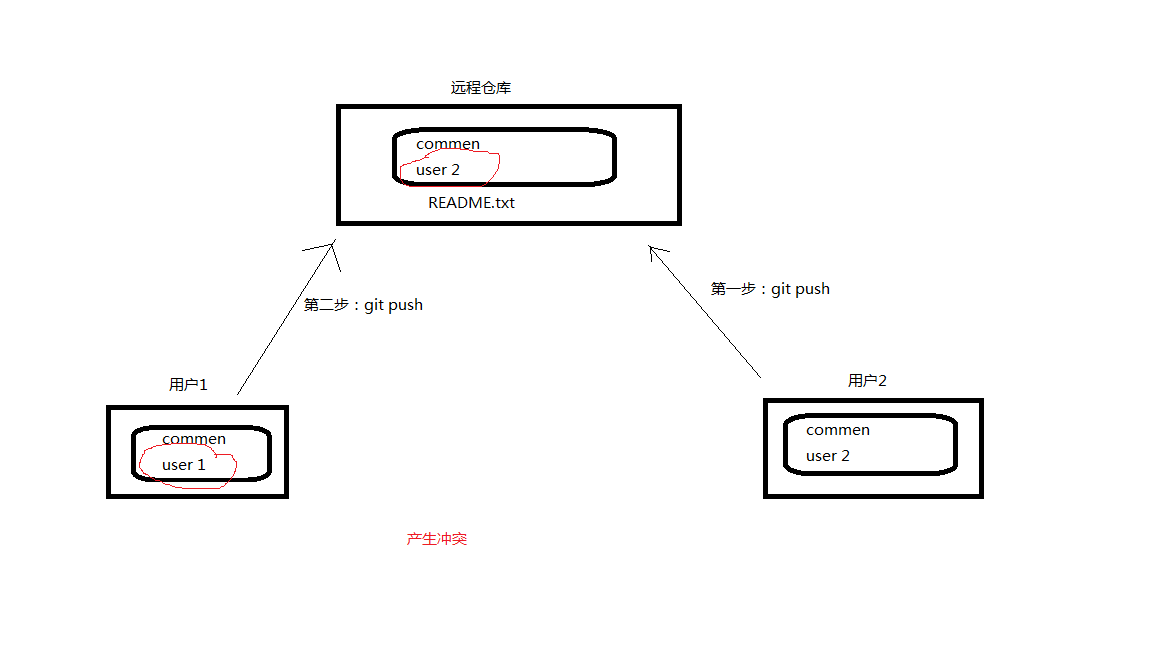 远程仓库
commen
user 2
README.txt
第二步：git push
第一步：git push
用户1
commen
user 1
用户2
commen
user 2
产生冲突